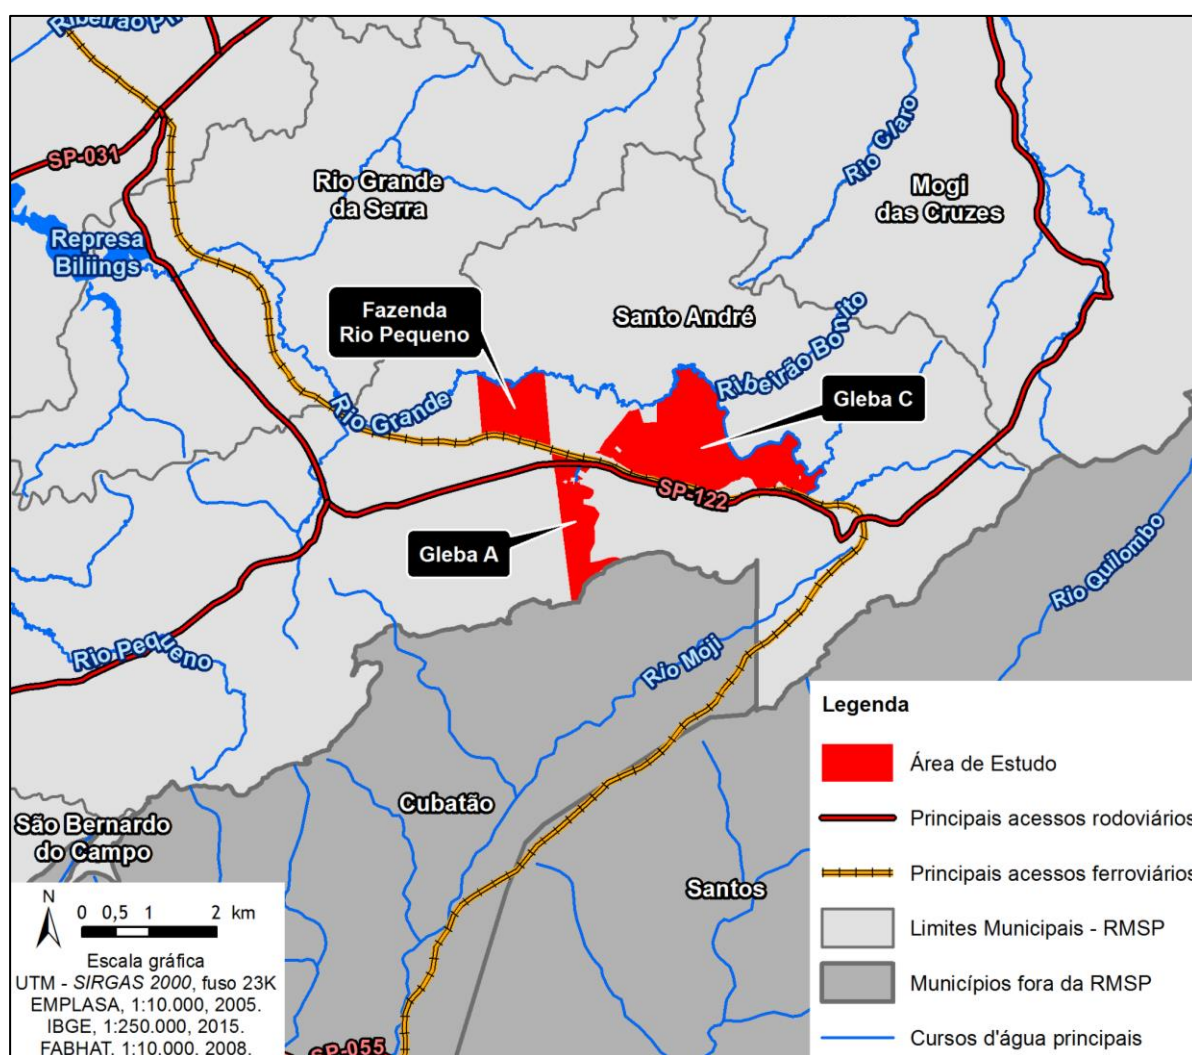 Ribeirão Pi
SP-031
Rio Grande
da Serra
Rio Claro
Mogi
das Cruzes
Represa
Biliings
Fazenda
Rio Pequeno
Santo André
Ribeirão Bonito
Rio Grande
Gleba C
SP-122
Gleba A
Rio Quilombo
Rio Pequeno
Rio Móji
Cubatão
São Bernardo
do Campo
Santos
SP-055
N
0 0,5 1 2 km
Escala gráfica
UTM - SIRGAS 2000, fuso 23K
EMPLASA, 1:10.000, 2005.
IBGE, 1:250.000, 2015.
FABHAT, 1:10.000, 2008.
Legenda
Área de Estudo
Principais acessos rodoviários
Principais acessos ferroviários
Limites Municipais - RMSP
Municípios fora da RMSP
Cursos d'água principais